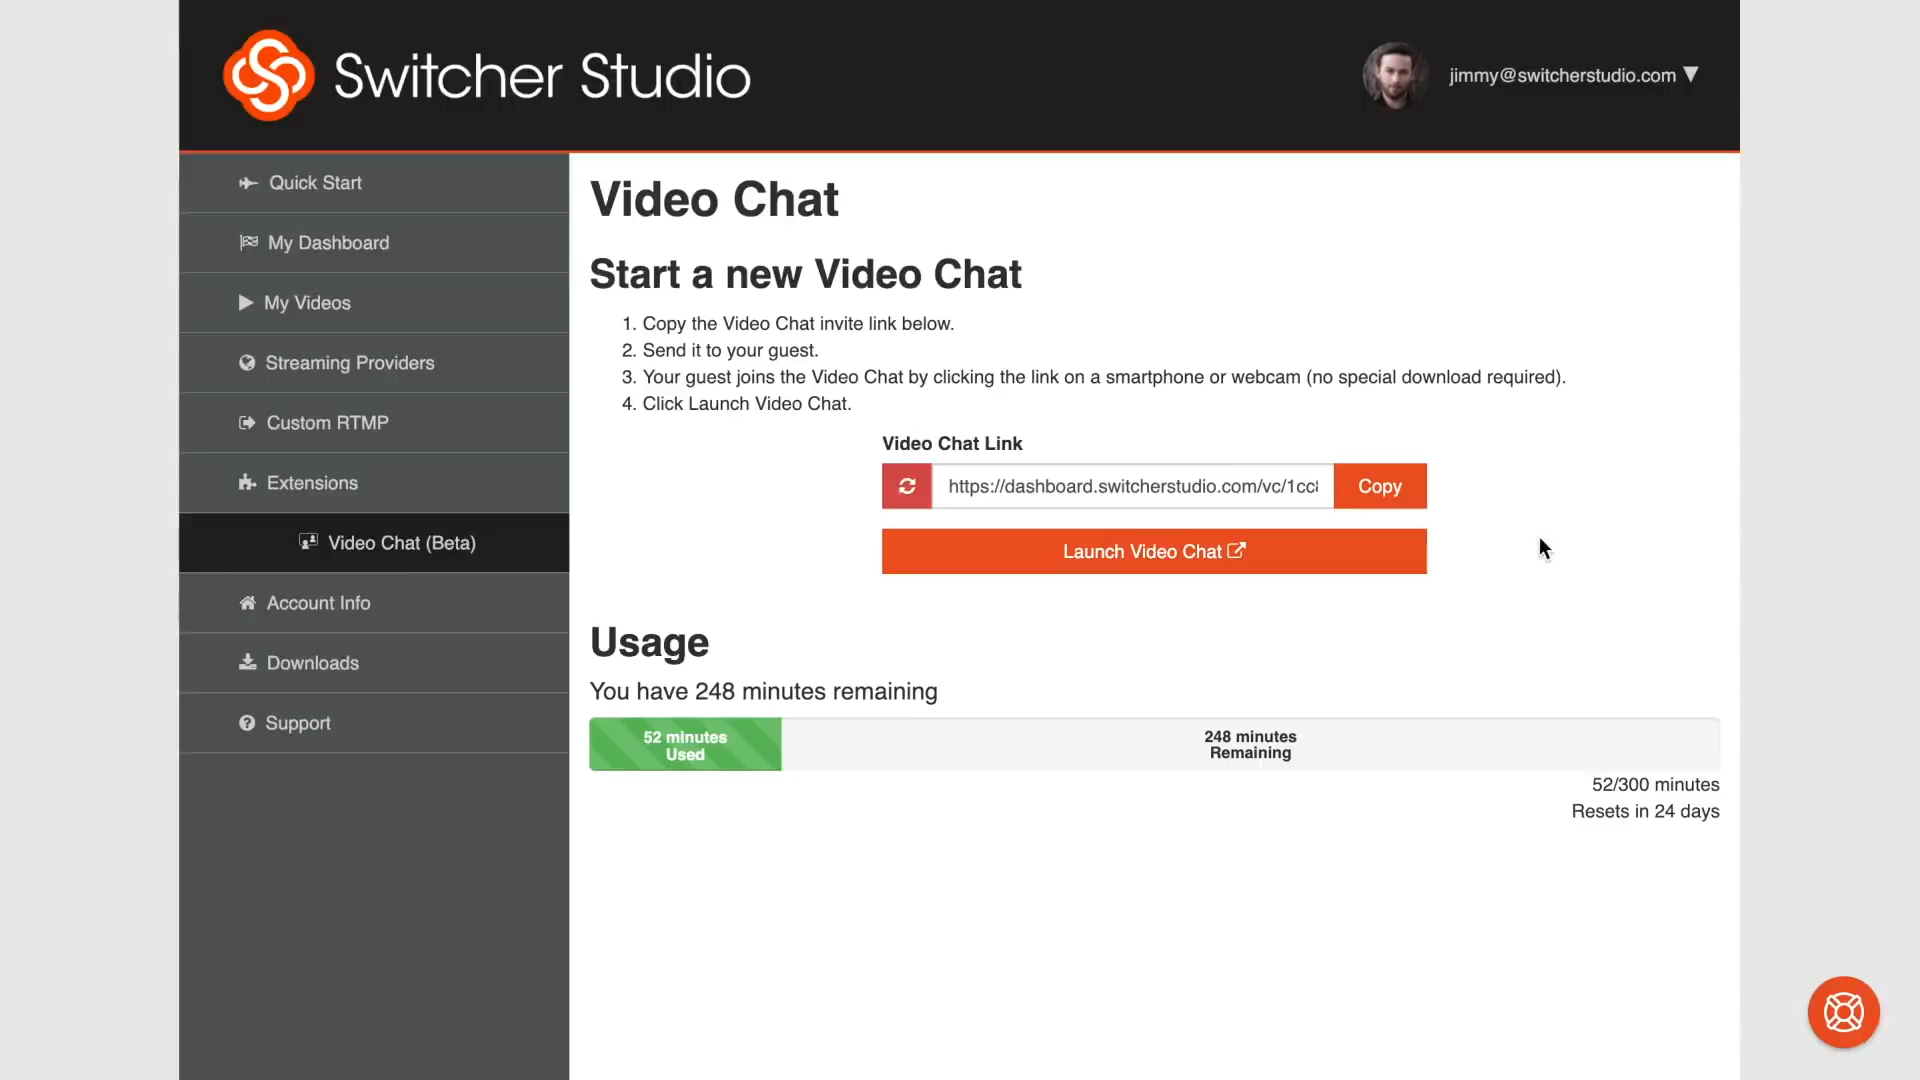 Switcher Studio
jimmy@switcherstudio.com
Quick Start
My Dashboard
My Videos
Streaming Providers
Custom RTMP
Extensions
Video Chat (Beta)
Account Info
Downloads
Support
Video Chat
Start a new Video Chat
1. Copy the Video Chat invite link below.
2. Send it to your guest.
3. Your guest joins the Video Chat by clicking the link on a smartphone or webcam (no special download required).
4. Click Launch Video Chat.
Video Chat Link
https://dashboard.switcherstudio.com/vc/1cc
Copy
Launch Video Chat
Usage
You have 248 minutes remaining
52 minutes
Used
248 minutes
Remaining
52/300 minutes
Resets in 24 days